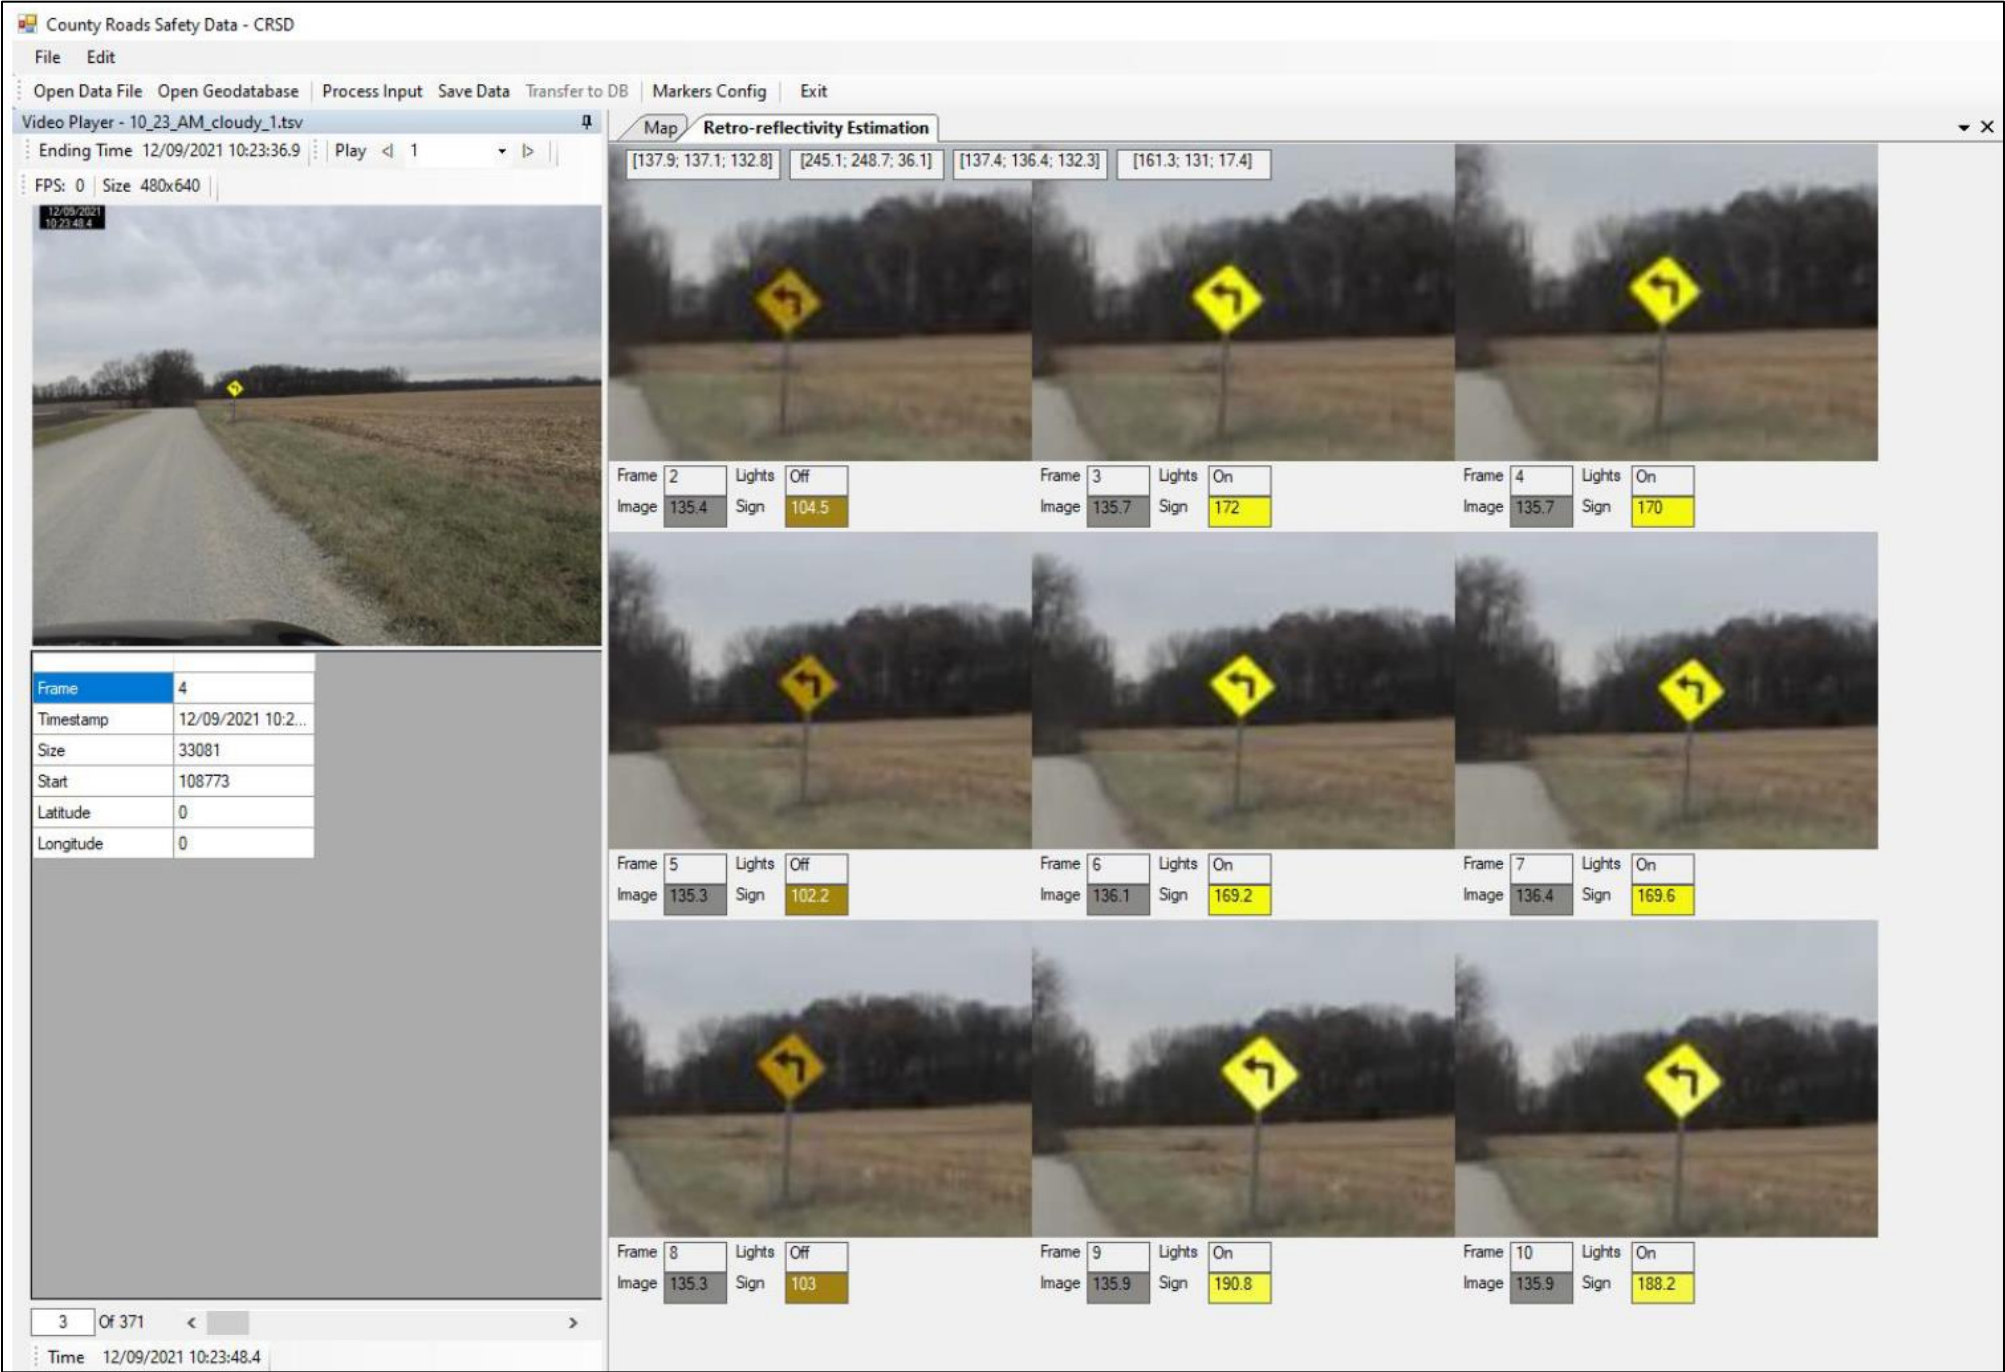 County Roads Safety Data - CRSD
File Edit
Open Data File Open Geodatabase Process Input Save Data Transfer to DB Markers Config Exit
Video Player - 10_23_AM_cloudy_1.tsv
Ending Time 12/09/2021 10:23:36.9 Play 1
FPS: 0 Size 480x640
12/09/2021
10:23:48.4
Frame 4
Timestamp 12/09/2021 10:2...
Size 33081
Start 108773
Latitude 0
Longitude 0
3 Of 371
Time 12/09/2021 10:23:48.4
Map Retro-reflectivity Estimation
[137.9; 137.1; 132.8] [245.1; 248.7; 36.1] [137.4; 136.4; 132.3] [161.3; 131; 17.4]
Frame 2 Lights Off Frame 3 Lights On Frame 4 Lights On
Image 135.4 Sign 104.5 Image 135.7 Sign 172 Image 135.7 Sign 170
Frame 5 Lights Off Frame 6 Lights On Frame 7 Lights On
Image 135.3 Sign 102.2 Image 136.1 Sign 169.2 Image 136.4 Sign 169.6
Frame 8 Lights Off Frame 9 Lights On Frame 10 Lights On
Image 135.3 Sign 103 Image 135.9 Sign 190.8 Image 135.9 Sign 188.2